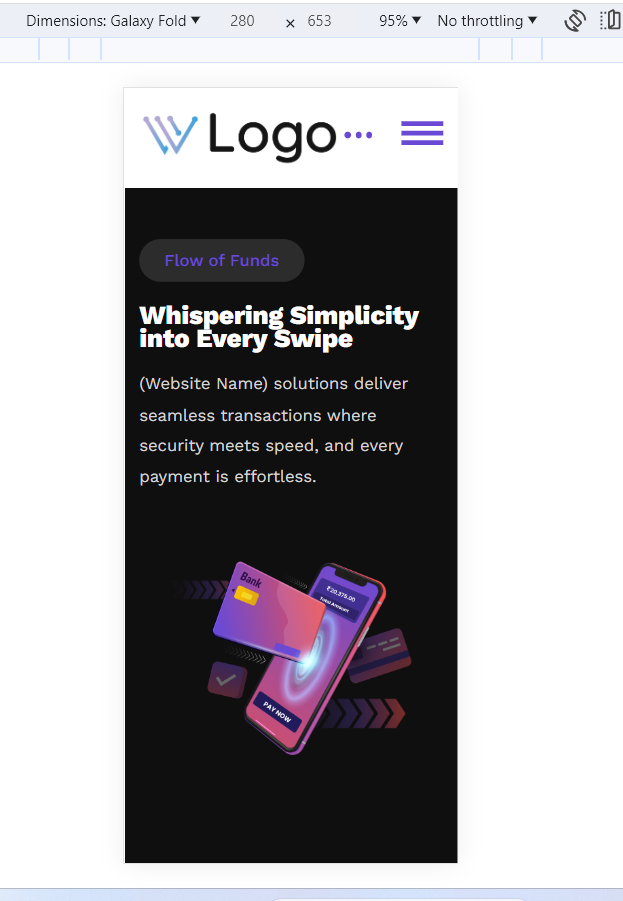 Dimensions: Galaxy Fold ▼ 280 × 653 95% ▼ No throttling ▼
Logo
Flow of Funds
Whispering Simplicity
into Every Swipe
(Website Name) solutions deliver
seamless transactions where
security meets speed, and every
payment is effortless.
Bank
₹20,375.00
Total Amount
PAY NOW